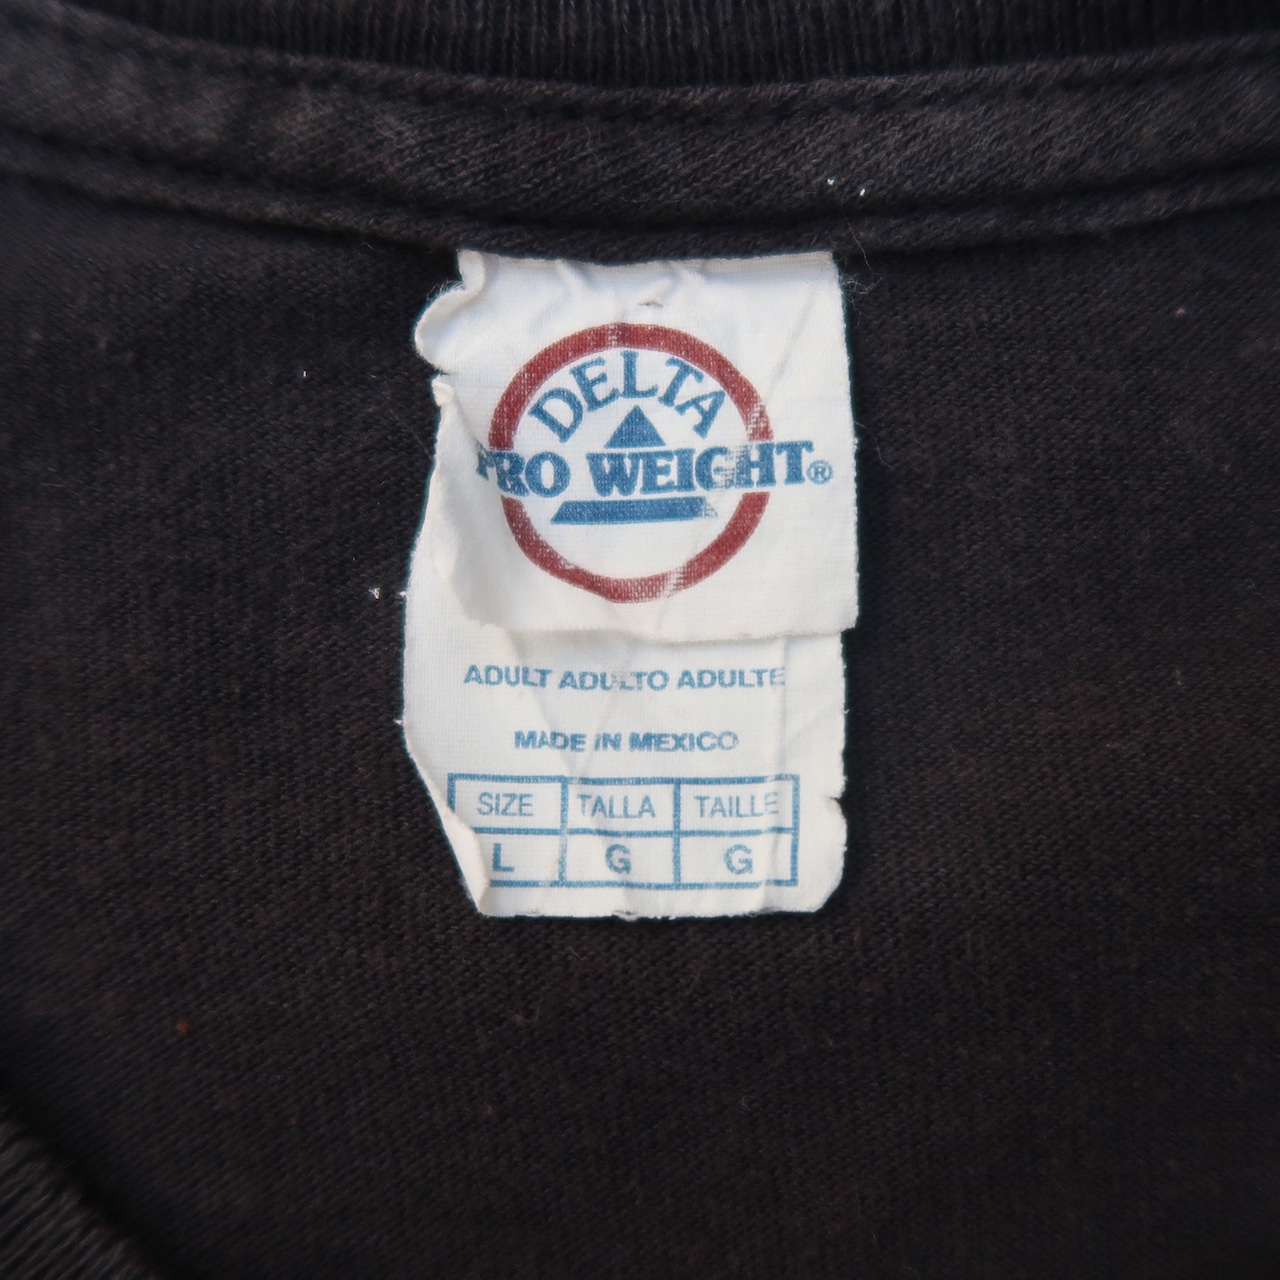 DELTA
PRO WEIGHT®
ADULT ADULTO ADULTE
MADE IN MEXICO
SIZE TALLA TAILLE
L G G